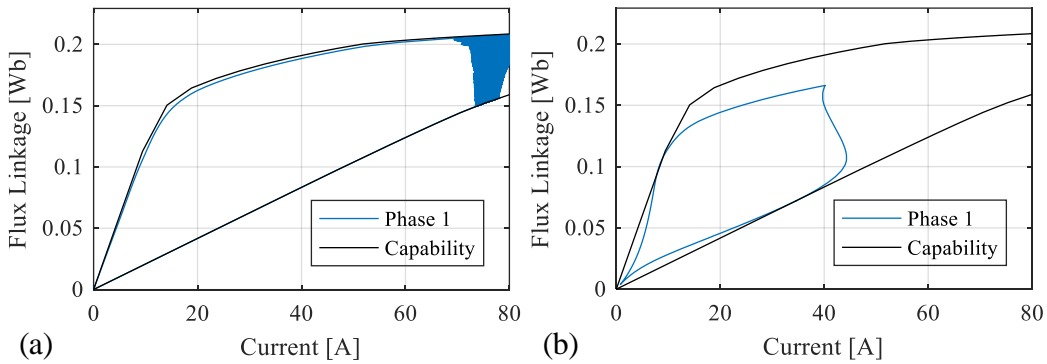 0.2
0.15
0.1
0.05
0
Flux Linkage [Wb]
Phase 1
Capability
0 20 40 60 80
(a) Current [A]
0.2
0.15
0.1
0.05
0
Flux Linkage [Wb]
Phase 1
Capability
0 20 40 60 80
(b) Current [A]